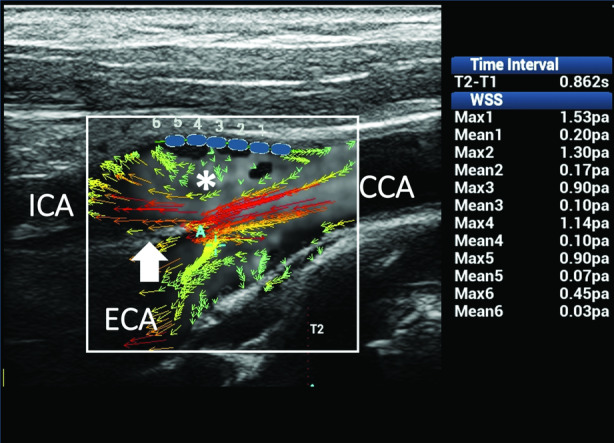 Time Interval
T2-T1 0.862s
WSS
Max1 1.53pa
Mean1 0.20pa
Max2 1.30pa
Mean2 0.17pa
Max3 0.90pa
Mean3 0.10pa
Max4 1.14pa
Mean4 0.10pa
Max5 0.90pa
Mean5 0.07pa
Max6 0.45pa
Mean6 0.03pa
6 5 4 3 2 1
*
ICA
CCA
A
ECA
T2